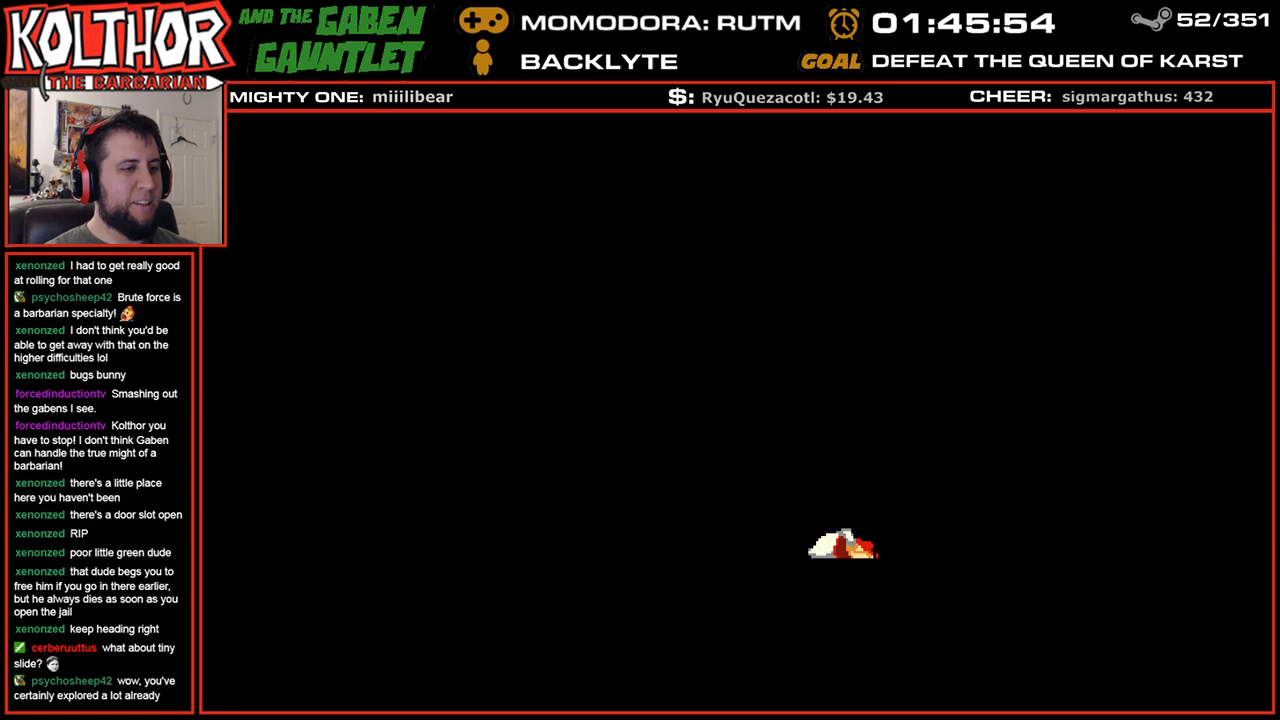 KOLTHOR
THE BARBARIAN
AND THE GABEN
GAUNTLET
MOMODORA: RUTM
01:45:54
52/351
BACKLYTE
GOAL DEFEAT THE QUEEN OF KARST
MIGHTY ONE: miiilibear
$: RyuQuezacotl: $19.43
CHEER: sigmargathus: 432
xenonzed I had to get really good
at rolling for that one
psychosheep42 Brute force is
a barbarian specialty!
xenonzed I don't think you'd be
able to get away with that on the
higher difficulties lol
xenonzed bugs bunny
forcedinductiontv Smashing out
the gabens I see.
forcedinductiontv Kolthor you
have to stop! I don't think Gaben
can handle the true might of a
barbarian!
xenonzed there's a little place
here you haven't been
xenonzed there's a door slot open
xenonzed RIP
xenonzed poor little green dude
xenonzed that dude begs you to
free him if you go in there earlier,
but he always dies as soon as you
open the jail
xenonzed keep heading right
cerberuuttus what about tiny
slide?
psychosheep42 wow, you've
certainly explored a lot already